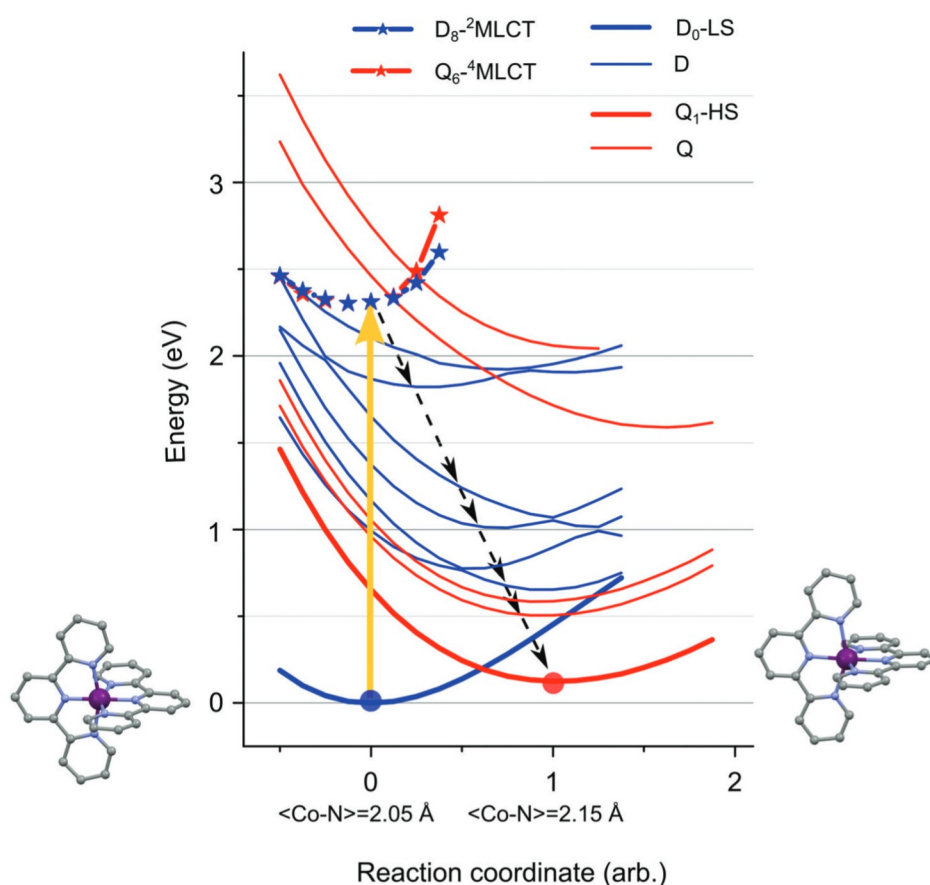 D₈-²MLCT
D₀-LS
Q₆-⁴MLCT
D
Q₁-HS
Q
Energy (eV)
3
2
1
0
0
1
2
<Co-N>=2.05 Å
<Co-N>=2.15 Å
Reaction coordinate (arb.)